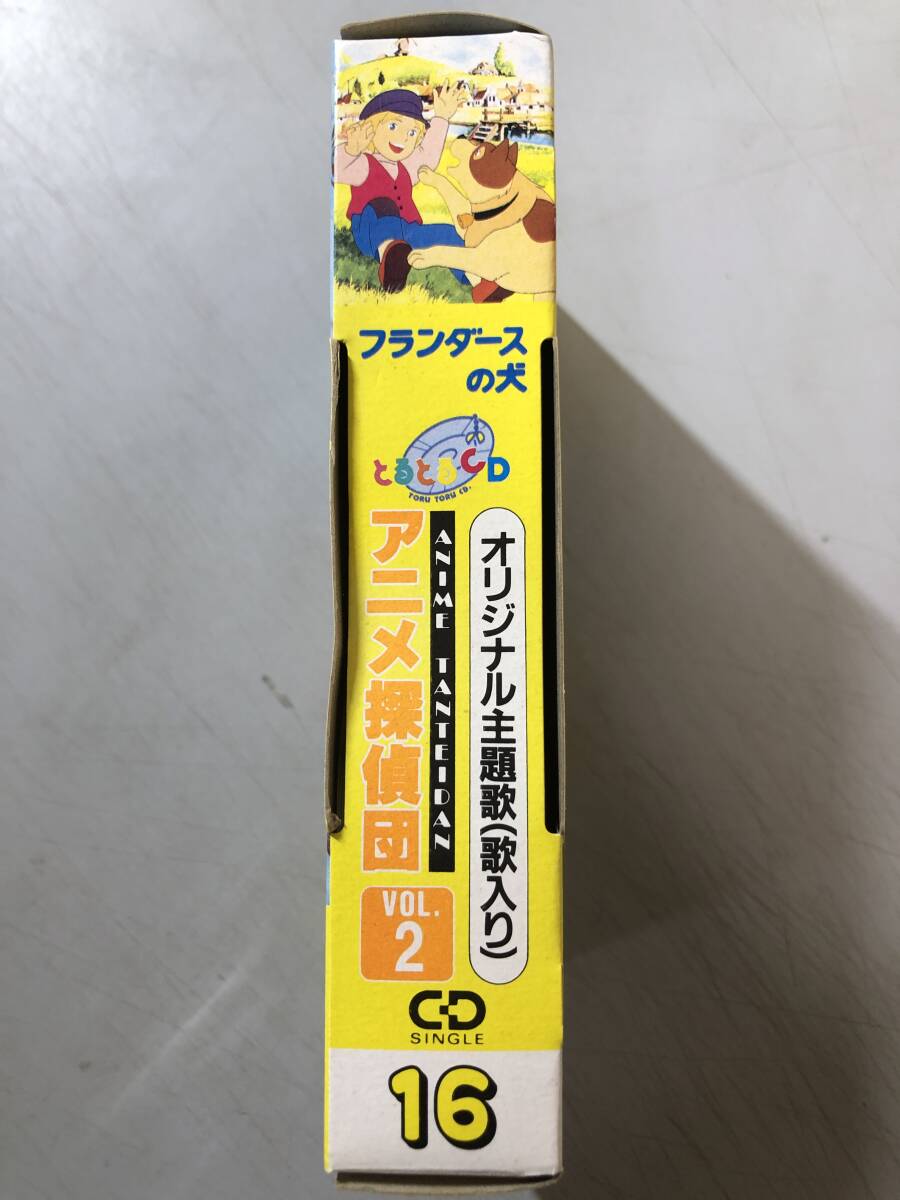 フランダース
の犬
とるとるCD
TORU TORU CD.
オリジナル主題歌(歌入り)
ANIME TANTEIDAN
アニメ探偵団
VOL.
2
CD
SINGLE
16